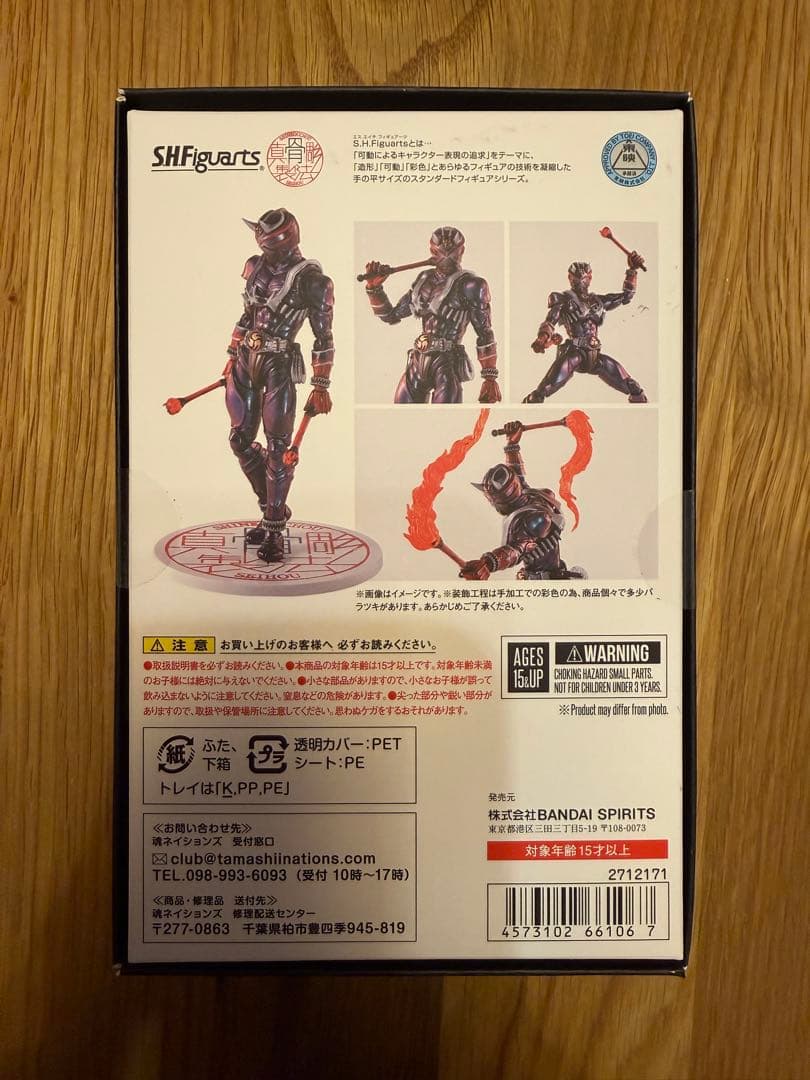 S.H.Figuarts®
真骨彫製法
エス.エイチ.フィギュアーツ
S.H.Figuartsとは…
「可動によるキャラクター表現の追求」をテーマに、
「造形」「可動」「彩色」とあらゆるフィギュアの技術を凝縮した
手の平サイズのスタンダードフィギュアシリーズ。
APPROVED BY TOEI COMPANY, LTD
東映
SEIHOU
※画像はイメージです。※装飾工程は手加工での彩色の為、商品個々で多少バ
ラツキがあります。あらかじめご了承ください。
注意 お買い上げのお客様へ 必ずお読みください。
●取扱説明書を必ずお読みください。●本商品の対象年齢は15才以上です。対象年齢未満
のお子様には絶対に与えないでください。●小さな部品がありますので、小さなお子様が誤って
飲み込まないように注意してください。窒息などの危険があります。●尖った部分や鋭い部分が
ありますので、取扱や保管場所に注意してください。思わぬケガをするおそれがあります。
AGES
15&UP
WARNING
CHOKING HAZARD SMALL PARTS.
NOT FOR CHILDREN UNDER 3 YEARS.
※Product may differ from photo.
紙 ふた、
下箱
プラ 透明カバー:PET
シート:PE
トレイは「K,PP,PE」
≪お問い合わせ先≫
魂ネイションズ 受付窓口
club@tamashiinations.com
TEL.098-993-6093 (受付 10時~17時)
≪商品・修理品 送付先≫
魂ネイションズ 修理配送センター
〒277-0863 千葉県柏市豊四季945-819
発売元
株式会社BANDAI SPIRITS
東京都港区三田三丁目5-19 〒108-0073
対象年齢15才以上
2712171
4573102 66106 7